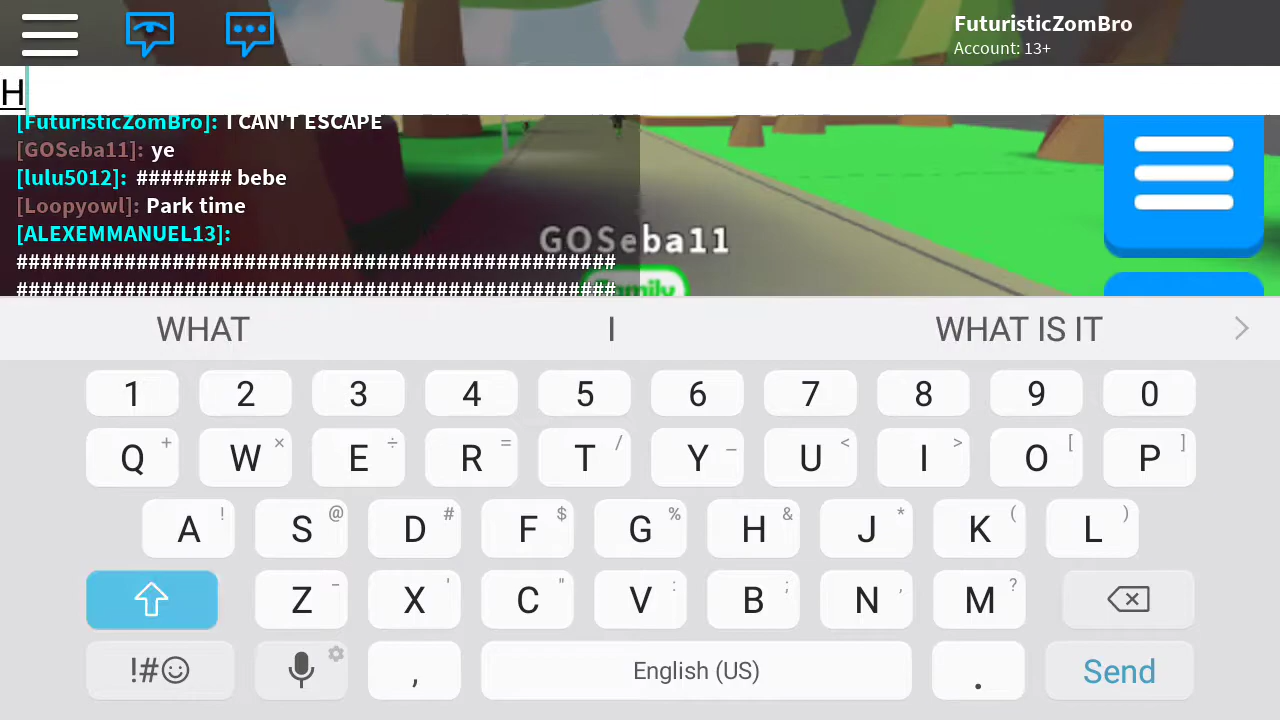 FuturisticZomBro
Account: 13+
H
[FuturisticZomBro]: I CAN'T ESCAPE
[GOSeba11]: ye
[lulu5012]: ######## bebe
[Loopyowl]: Park time
[ALEXEMMANUEL13]:
##################################################
##################################################
GOSeba11
Family
WHAT I WHAT IS IT
1 2 3 4 5 6 7 8 9 0
Q + W × E ÷ R = T / Y _ U < I > O [ P ]
A ! S @ D # F $ G % H & J * K ( L )
Z - X ' C " V : B ; N , M ?
!#☺ , English (US) . Send